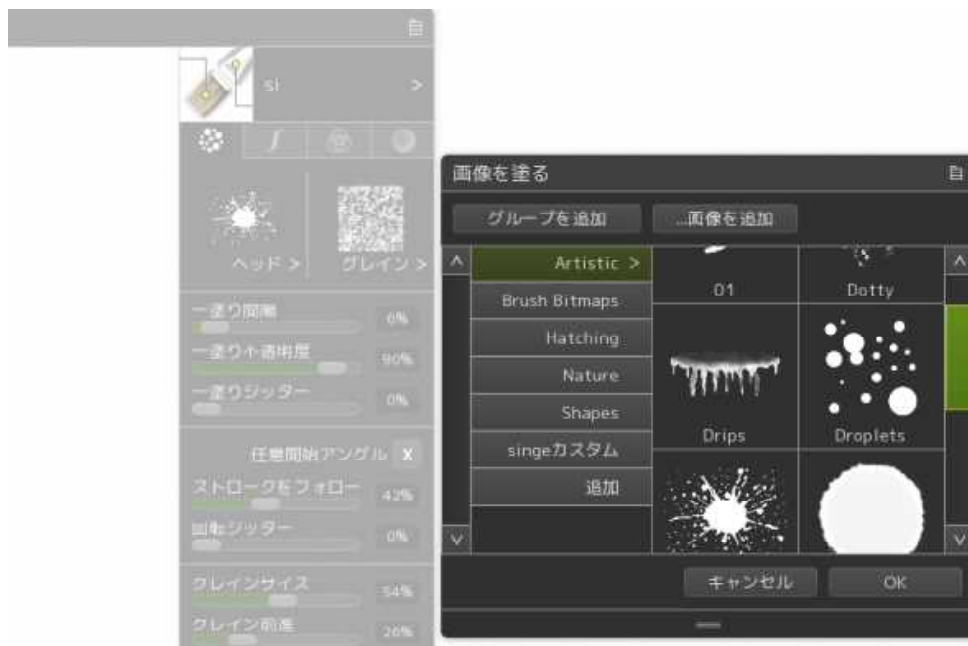 si >
ヘッド >
グレイン >
一塗り間隔
6%
一塗り不透明度
90%
一塗りジッター
0%
任意開始アングル X
ストロークをフォロー
42%
回転ジッター
0%
グレインサイズ
54%
グレイン前進
26%
画像を塗る
グループを追加
...画像を追加
Artistic >
Brush Bitmaps
Hatching
Nature
Shapes
singeカスタム
追加
01
Dotty
Drips
Droplets
キャンセル
OK